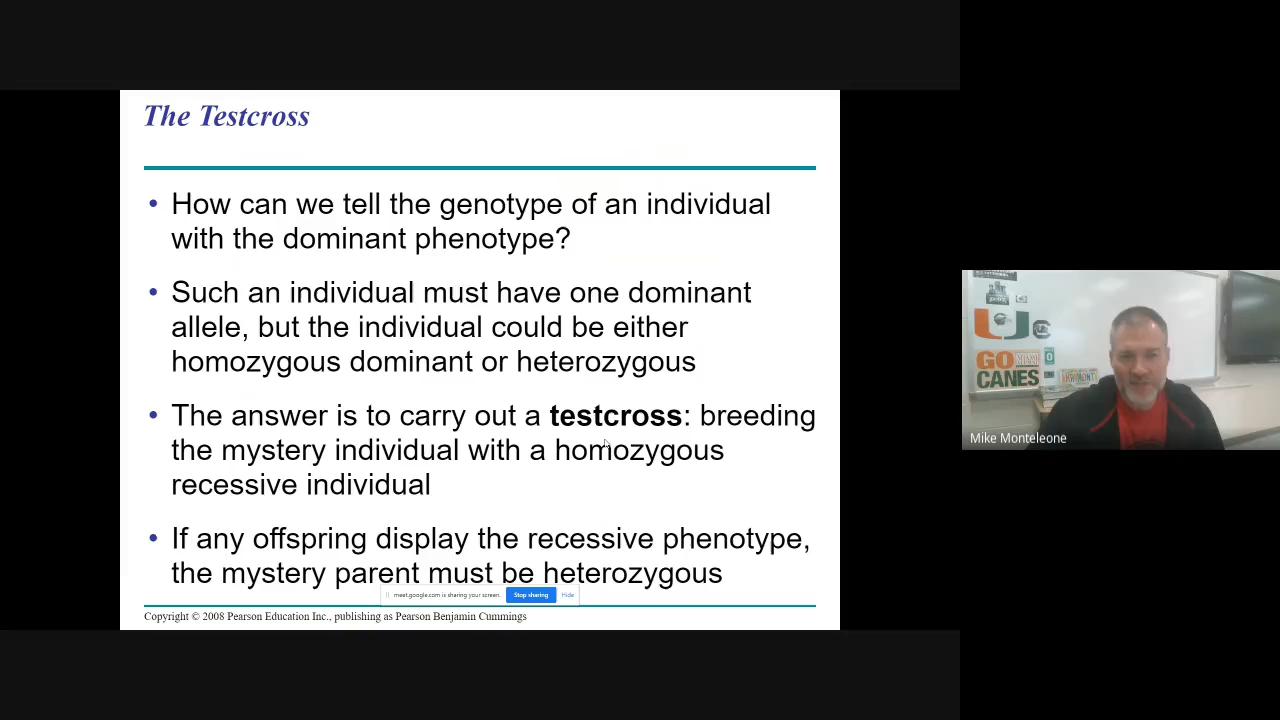 The Testcross
• How can we tell the genotype of an individual
with the dominant phenotype?
• Such an individual must have one dominant
allele, but the individual could be either
homozygous dominant or heterozygous
• The answer is to carry out a testcross: breeding
the mystery individual with a homozygous
recessive individual
• If any offspring display the recessive phenotype,
the mystery parent must be heterozygous
meet.google.com is sharing your screen.
Stop sharing
Hide
Copyright © 2008 Pearson Education Inc., publishing as Pearson Benjamin Cummings
U
GO
CANES
Mike Monteleone